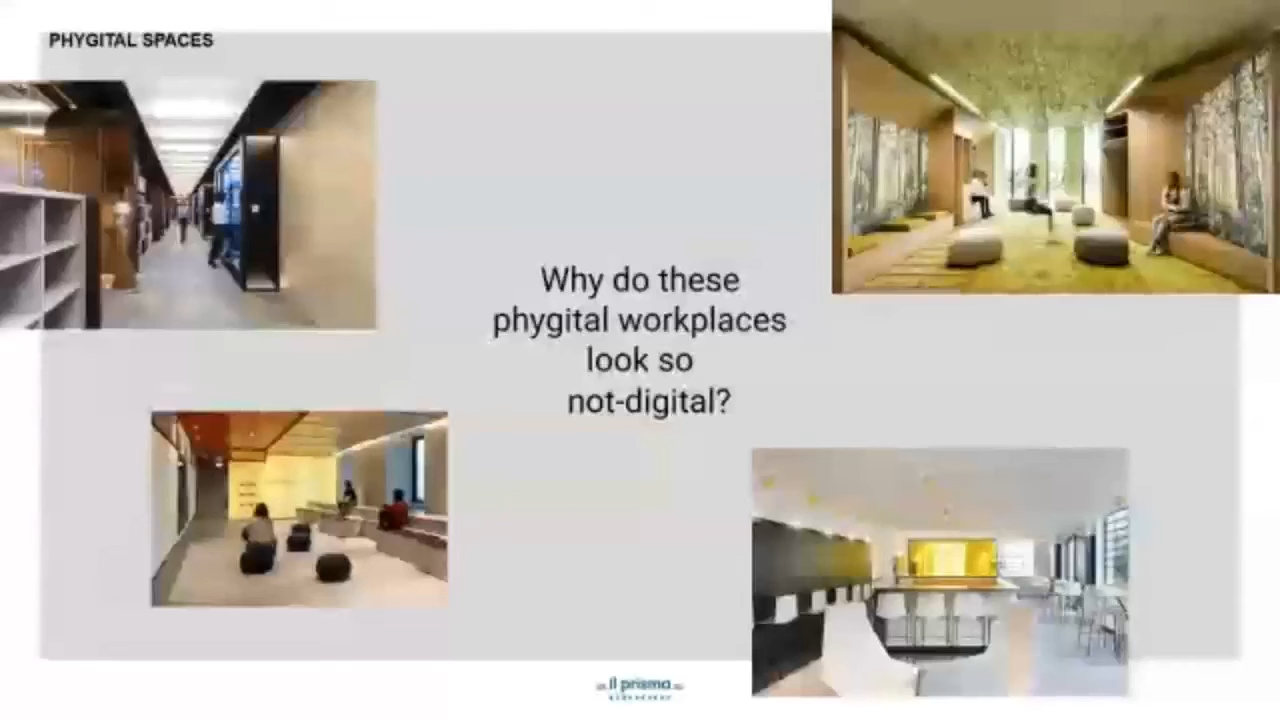 PHYGITAL SPACES
Why do these
phygital workplaces
look so
not-digital?
il prisma